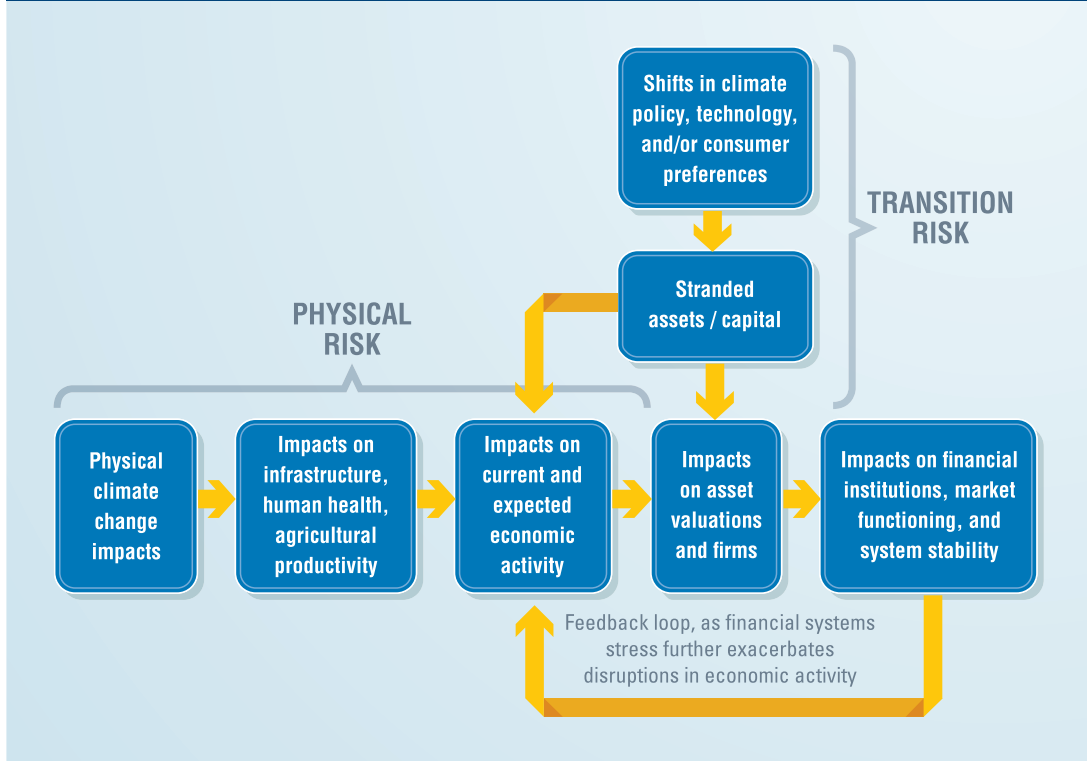 Shifts in climate
policy, technology,
and/or consumer
preferences
TRANSITION
RISK
Stranded
assets / capital
PHYSICAL
RISK
Physical
climate
change
impacts
Impacts on
infrastructure,
human health,
agricultural
productivity
Impacts on
current and
expected
economic
activity
Impacts
on asset
valuations
and firms
Impacts on financial
institutions, market
functioning, and
system stability
Feedback loop, as financial systems
stress further exacerbates
disruptions in economic activity